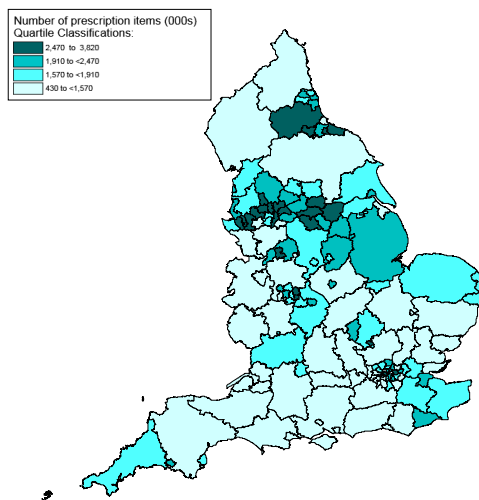 Number of prescription items (000s)
Quartile Classifications:
2,470 to 3,820
1,910 to <2,470
1,570 to <1,910
430 to <1,570